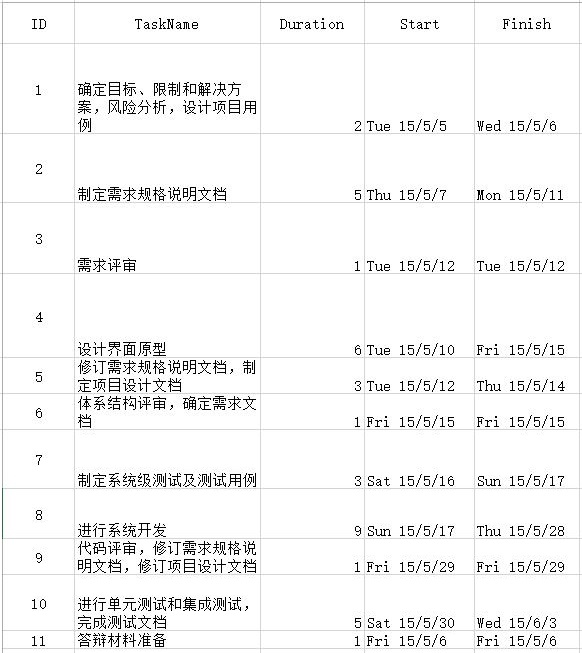 ID TaskName Duration Start Finish
1 确定目标、限制和解决方
案，风险分析，设计项目用
例 2 Tue 15/5/5 Wed 15/5/6
2 制定需求规格说明文档 5 Thu 15/5/7 Mon 15/5/11
3 需求评审 1 Tue 15/5/12 Tue 15/5/12
4 设计界面原型 6 Tue 15/5/10 Fri 15/5/15
5 修订需求规格说明文档，制
定项目设计文档 3 Tue 15/5/12 Thu 15/5/14
6 体系结构评审，确定需求文
档 1 Fri 15/5/15 Fri 15/5/15
7 制定系统级测试及测试用例 3 Sat 15/5/16 Sun 15/5/17
8 进行系统开发 9 Sun 15/5/17 Thu 15/5/28
9 代码评审，修订需求规格说
明文档，修订项目设计文档 1 Fri 15/5/29 Fri 15/5/29
10 进行单元测试和集成测试，
完成测试文档 5 Sat 15/5/30 Wed 15/6/3
11 答辩材料准备 1 Fri 15/5/6 Fri 15/5/6